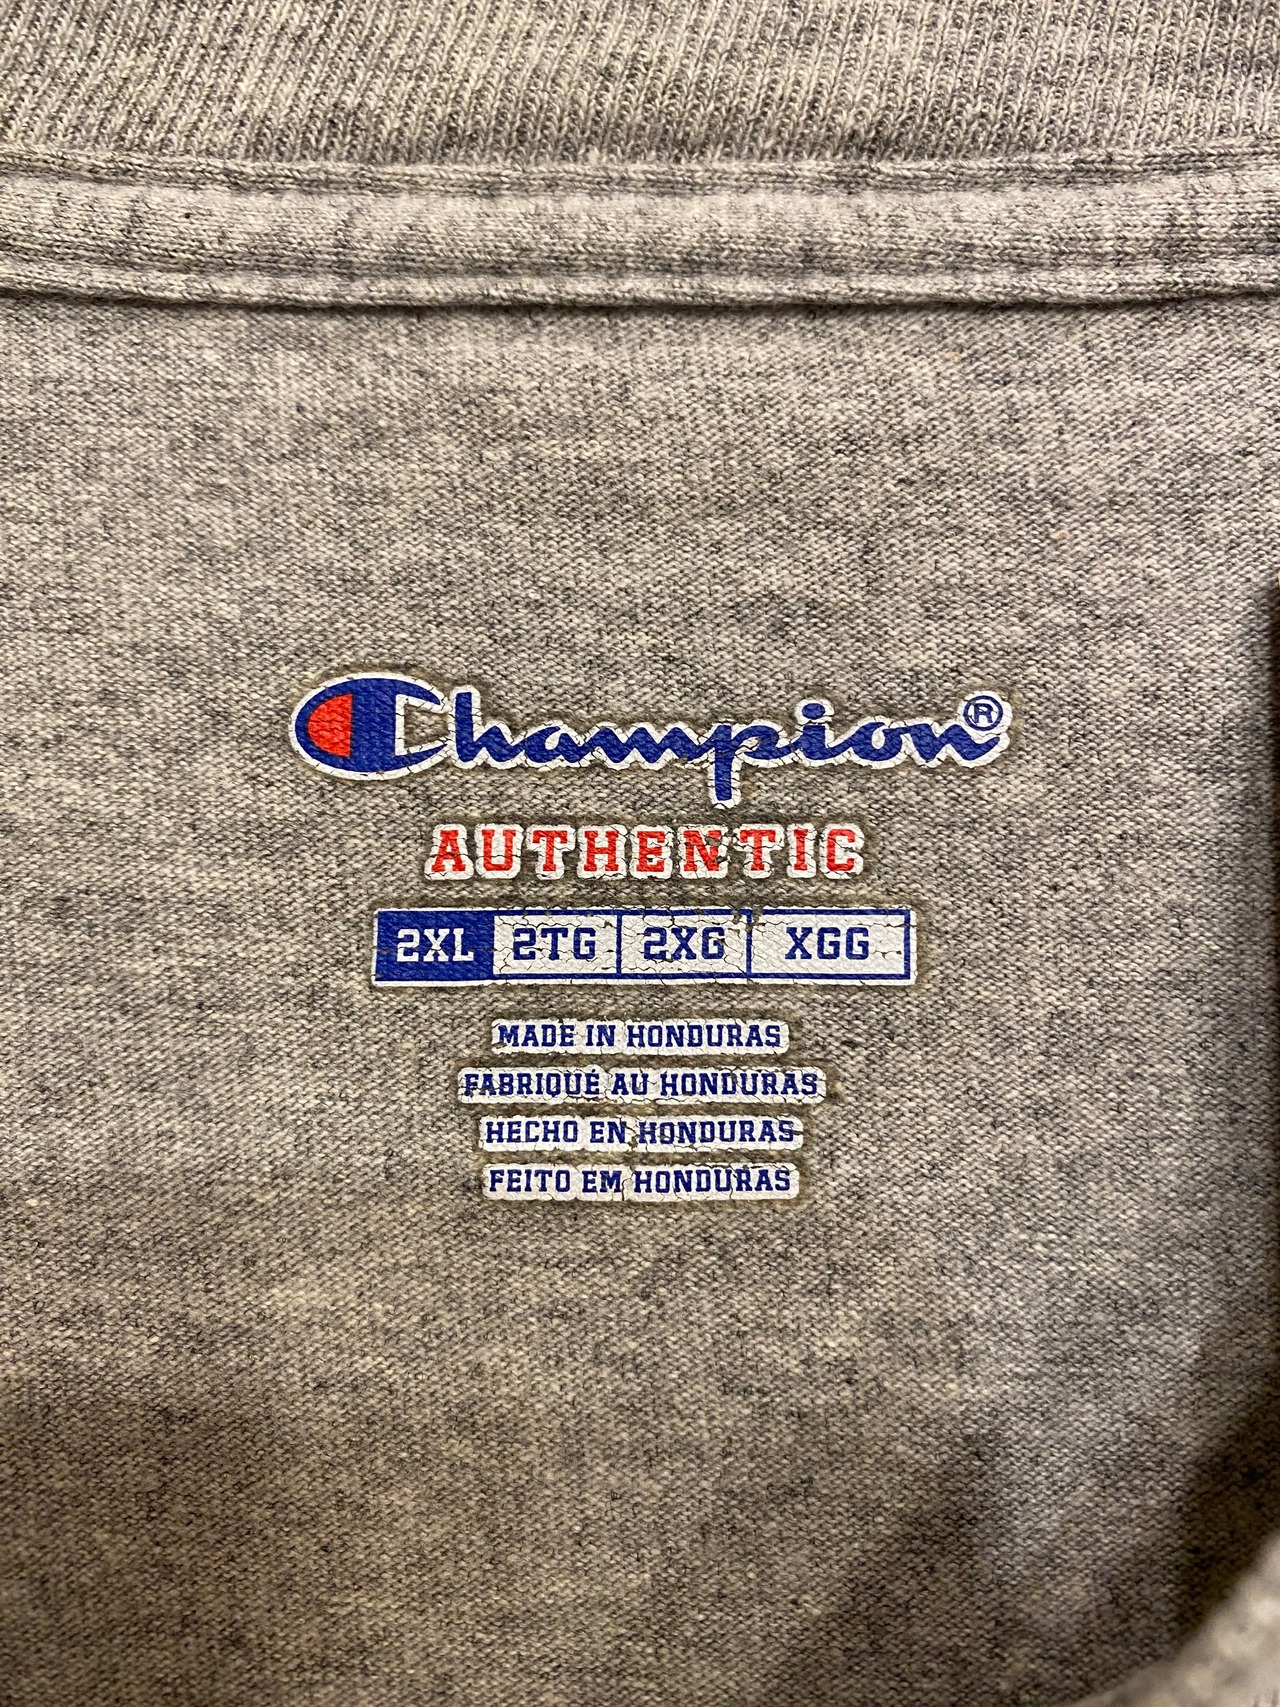 Champion®
AUTHENTIC
2XL 2TG 2XG XGG
MADE IN HONDURAS
FABRIQUÉ AU HONDURAS
HECHO EN HONDURAS
FEITO EM HONDURAS